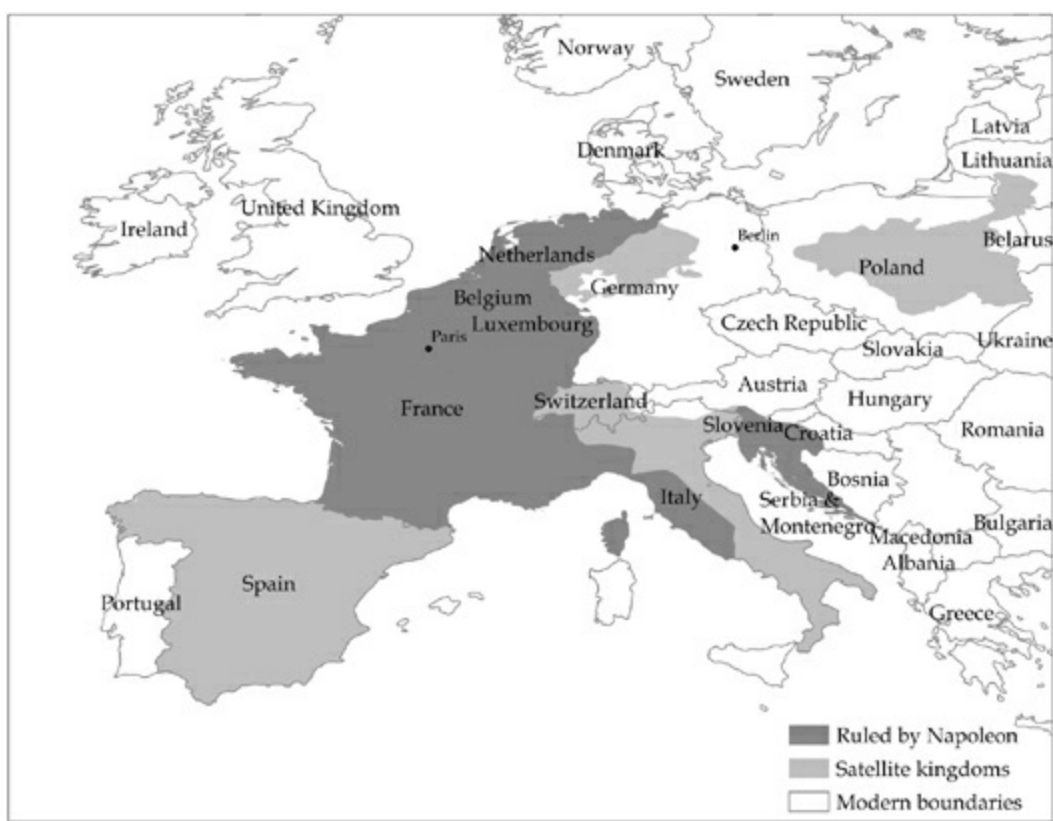 Norway
Sweden
Latvia
Denmark
Lithuania
United Kingdom
Ireland
Berlin
Belarus
Netherlands
Poland
Germany
Belgium
Luxembourg
Czech Republic
Paris
Ukraine
Slovakia
Austria
Hungary
Switzerland
France
Slovenia
Croatia
Romania
Bosnia
Italy
Serbia &
Montenegro
Bulgaria
Macedonia
Albania
Spain
Portugal
Greece
Ruled by Napoleon
Satellite kingdoms
Modern boundaries